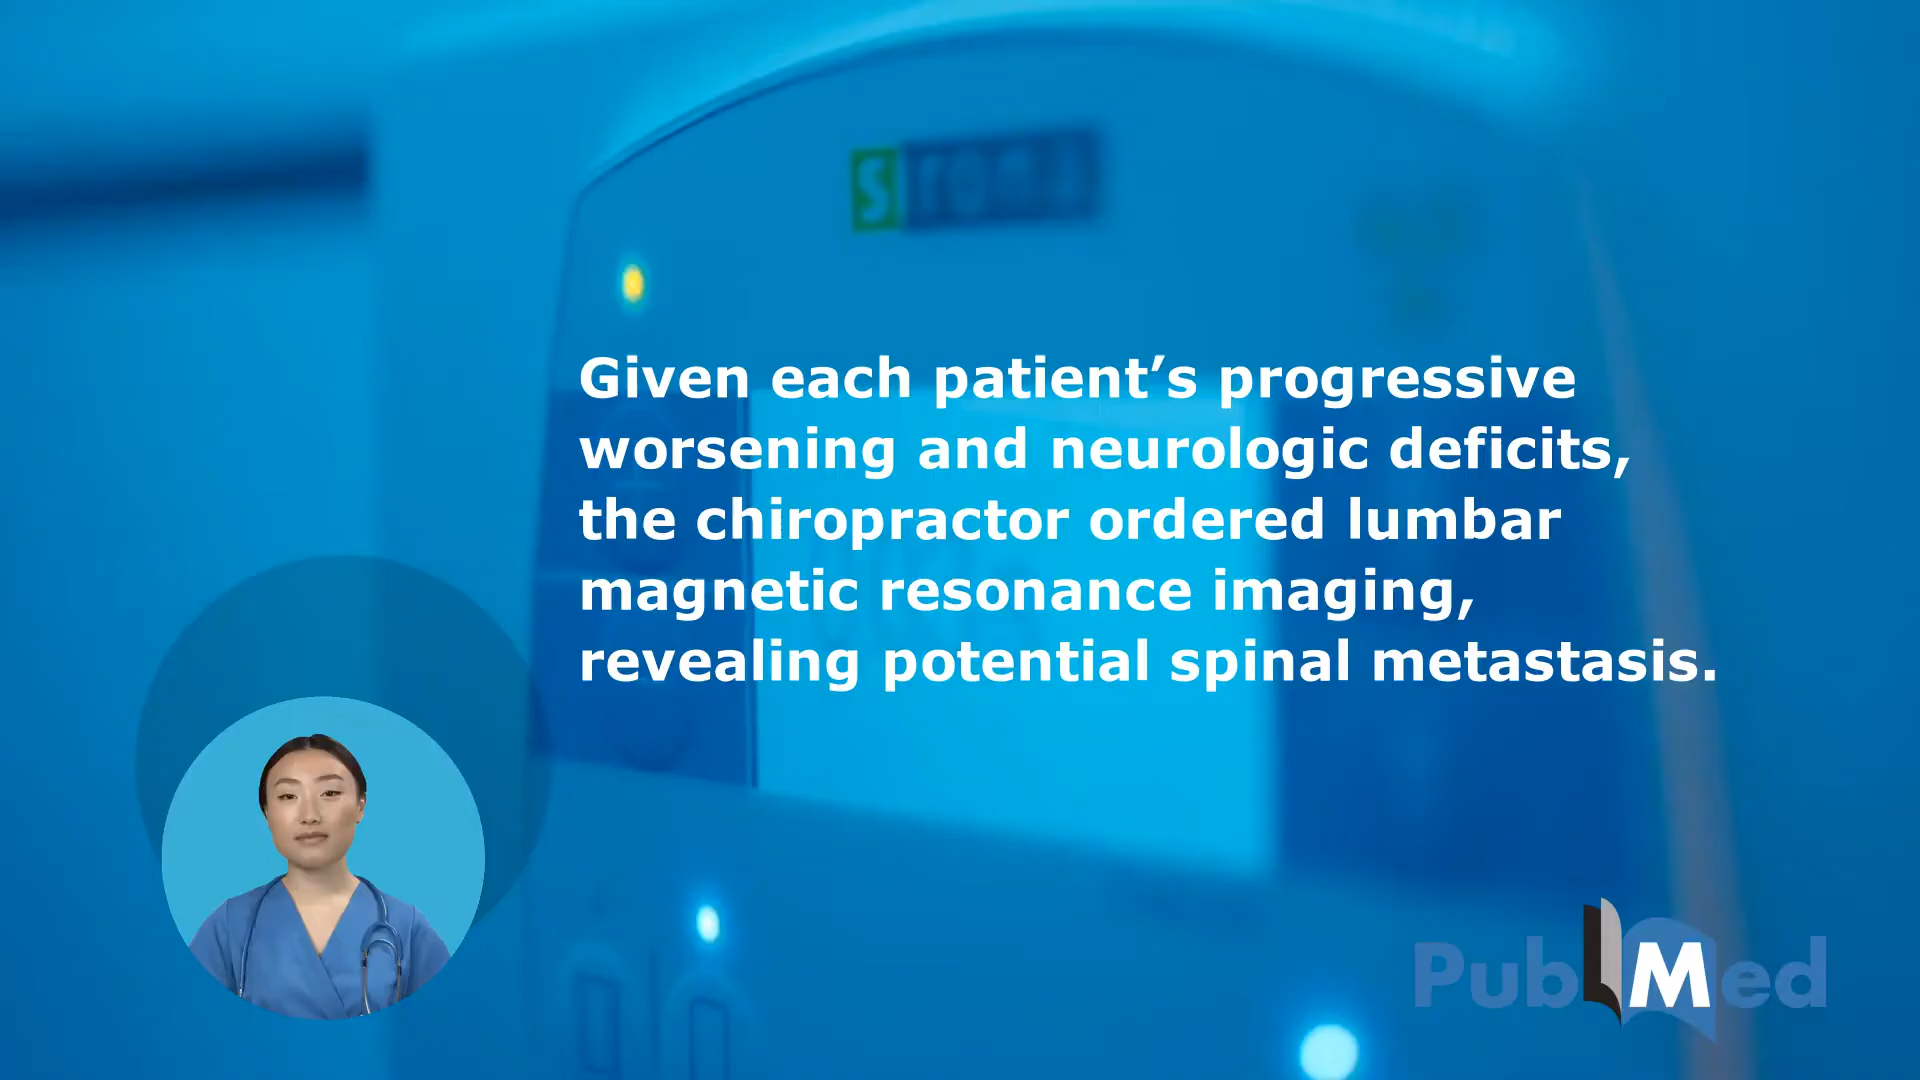 sirona
Given each patient’s progressive
worsening and neurologic deficits,
the chiropractor ordered lumbar
magnetic resonance imaging,
revealing potential spinal metastasis.
PubMed